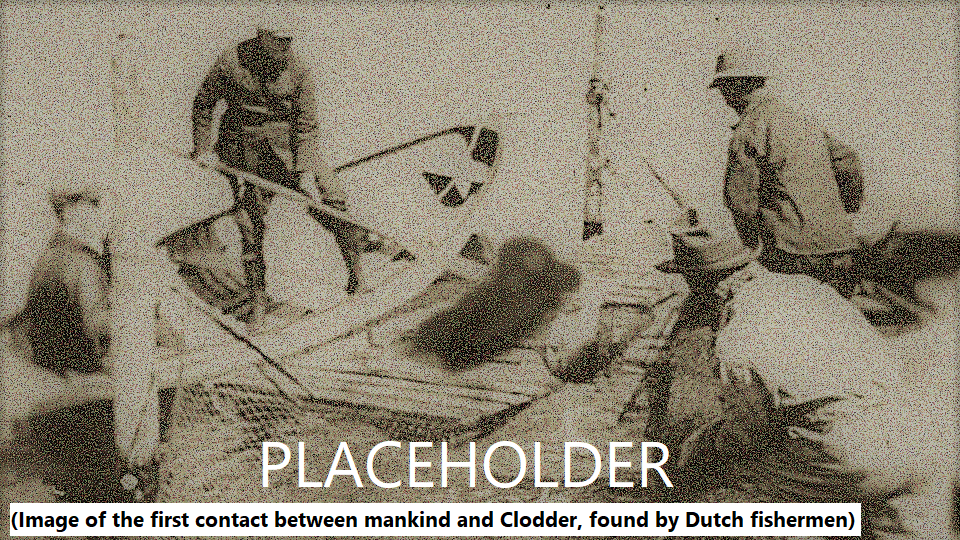 PLACEHOLDER
(Image of the first contact between mankind and Clodder, found by Dutch fishermen)